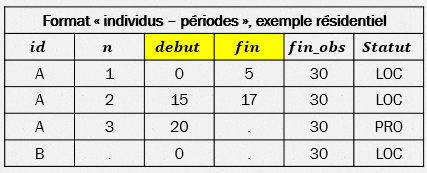 Format « individus – périodes », exemple résidentiel
id n debut fin fin_obs Statut
A 1 0 5 30 LOC
A 2 15 17 30 LOC
A 3 20 . 30 PRO
B . 0 . 30 LOC